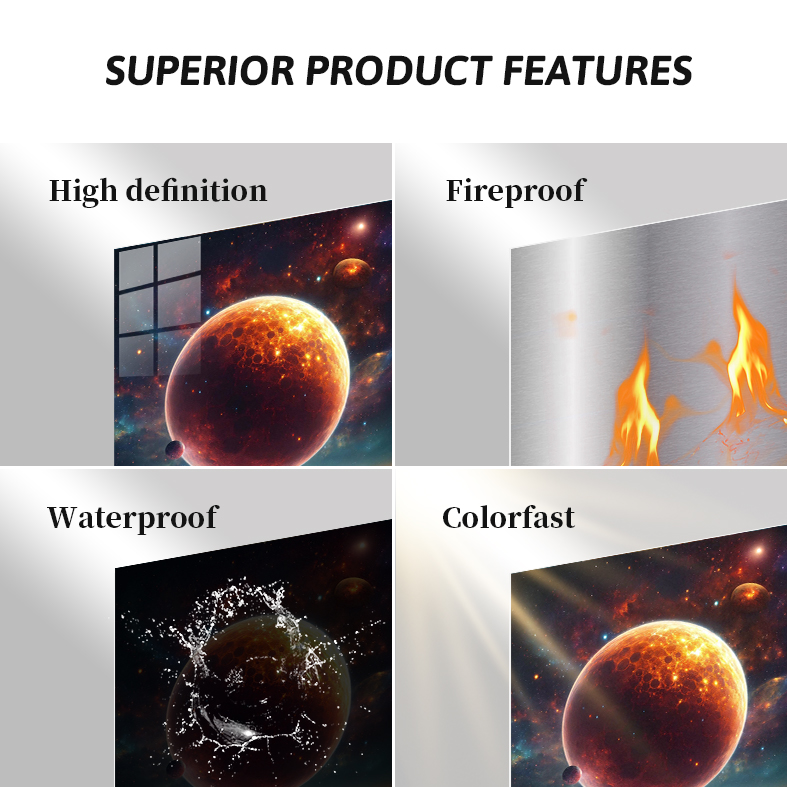 SUPERIOR PRODUCT FEATURES
High definition
Fireproof
Waterproof
Colorfast